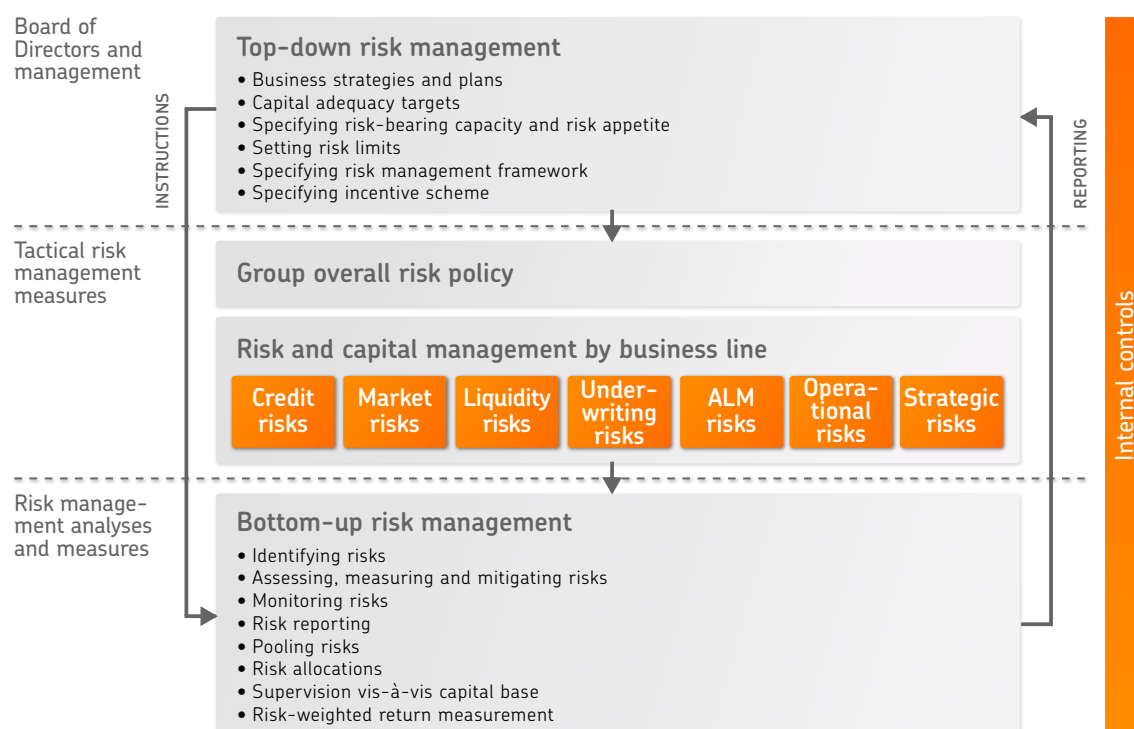 Board of
Directors and
management
INSTRUCTIONS
Top-down risk management
• Business strategies and plans
• Capital adequacy targets
• Specifying risk-bearing capacity and risk appetite
• Setting risk limits
• Specifying risk management framework
• Specifying incentive scheme
REPORTING
Internal controls
Tactical risk
management
measures
Group overall risk policy
Risk and capital management by business line
Credit
risks
Market
risks
Liquidity
risks
Under-
writing
risks
ALM
risks
Opera-
tional
risks
Strategic
risks
Risk manage-
ment analyses
and measures
Bottom-up risk management
• Identifying risks
• Assessing, measuring and mitigating risks
• Monitoring risks
• Risk reporting
• Pooling risks
• Risk allocations
• Supervision vis-à-vis capital base
• Risk-weighted return measurement